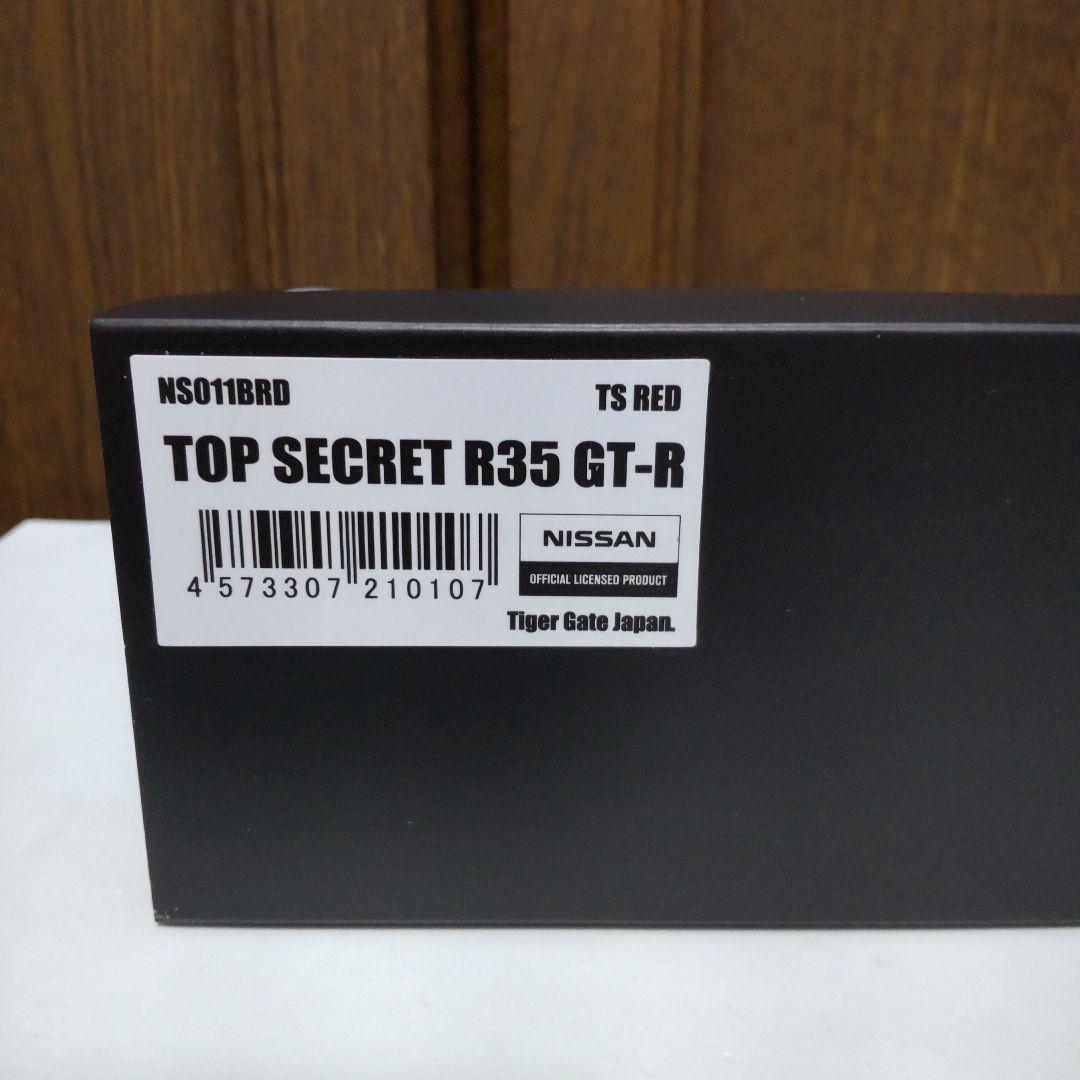 NS011BRD TS RED
TOP SECRET R35 GT-R
4 573307 210107
NISSAN
OFFICIAL LICENSED PRODUCT
Tiger Gate Japan.